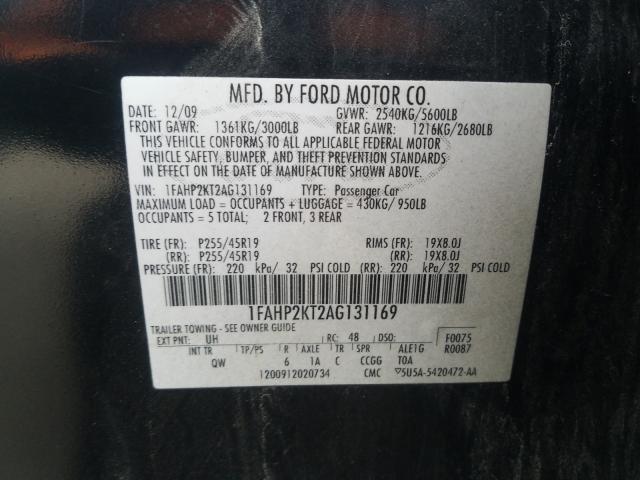 MFD. BY FORD MOTOR CO.
DATE: 12/09 GVWR: 2540KG/5600LB
FRONT GAWR: 1361KG/3000LB REAR GAWR: 1216KG/2680LB
THIS VEHICLE CONFORMS TO ALL APPLICABLE FEDERAL MOTOR
VEHICLE SAFETY, BUMPER, AND THEFT PREVENTION STANDARDS
IN EFFECT ON THE DATE OF MANUFACTURE SHOWN ABOVE.
VIN: 1FAHP2KT2AG131169 TYPE: Passenger Car
MAXIMUM LOAD = OCCUPANTS + LUGGAGE = 430KG/ 950LB
OCCUPANTS = 5 TOTAL; 2 FRONT, 3 REAR
TIRE (FR): P255/45R19 RIMS (FR): 19X8.0J
(RR): P255/45R19 (RR): 19X8.0J
PRESSURE (FR): 220 kPa/ 32 PSI COLD (RR): 220 kPa/ 32 PSI COLD
1FAHP2KT2AG131169
TRAILER TOWING - SEE OWNER GUIDE
EXT PNT: UH RC: 48 DSO: F0075
INT TR TP/PS R AXLE TR SPR ALE1G R0087
QW 6 1A C CCGG T0A
1200912020734 CMC ▽5U5A-5420472-AA